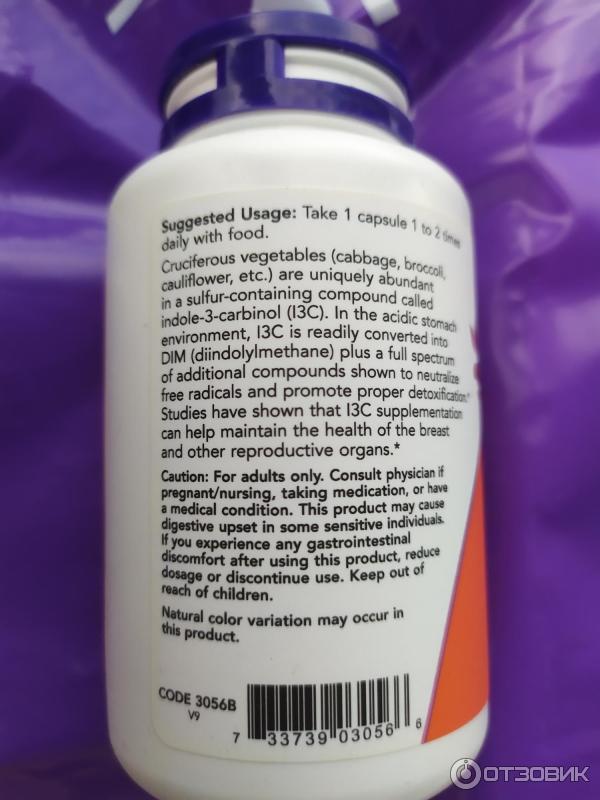 Suggested Usage: Take 1 capsule 1 to 2 times
daily with food.
Cruciferous vegetables (cabbage, broccoli,
cauliflower, etc.) are uniquely abundant
in a sulfur-containing compound called
indole-3-carbinol (I3C). In the acidic stomach
environment, I3C is readily converted into
DIM (diindolylmethane) plus a full spectrum
of additional compounds shown to neutralize
free radicals and promote proper detoxification.*
Studies have shown that I3C supplementation
can help maintain the health of the breast
and other reproductive organs.*
Caution: For adults only. Consult physician if
pregnant/nursing, taking medication, or have
a medical condition. This product may cause
digestive upset in some sensitive individuals.
If you experience any gastrointestinal
discomfort after using this product, reduce
dosage or discontinue use. Keep out of
reach of children.
Natural color variation may occur in
this product.
CODE 3056B
V9
7 33739 03056 6
ОТЗОВИК